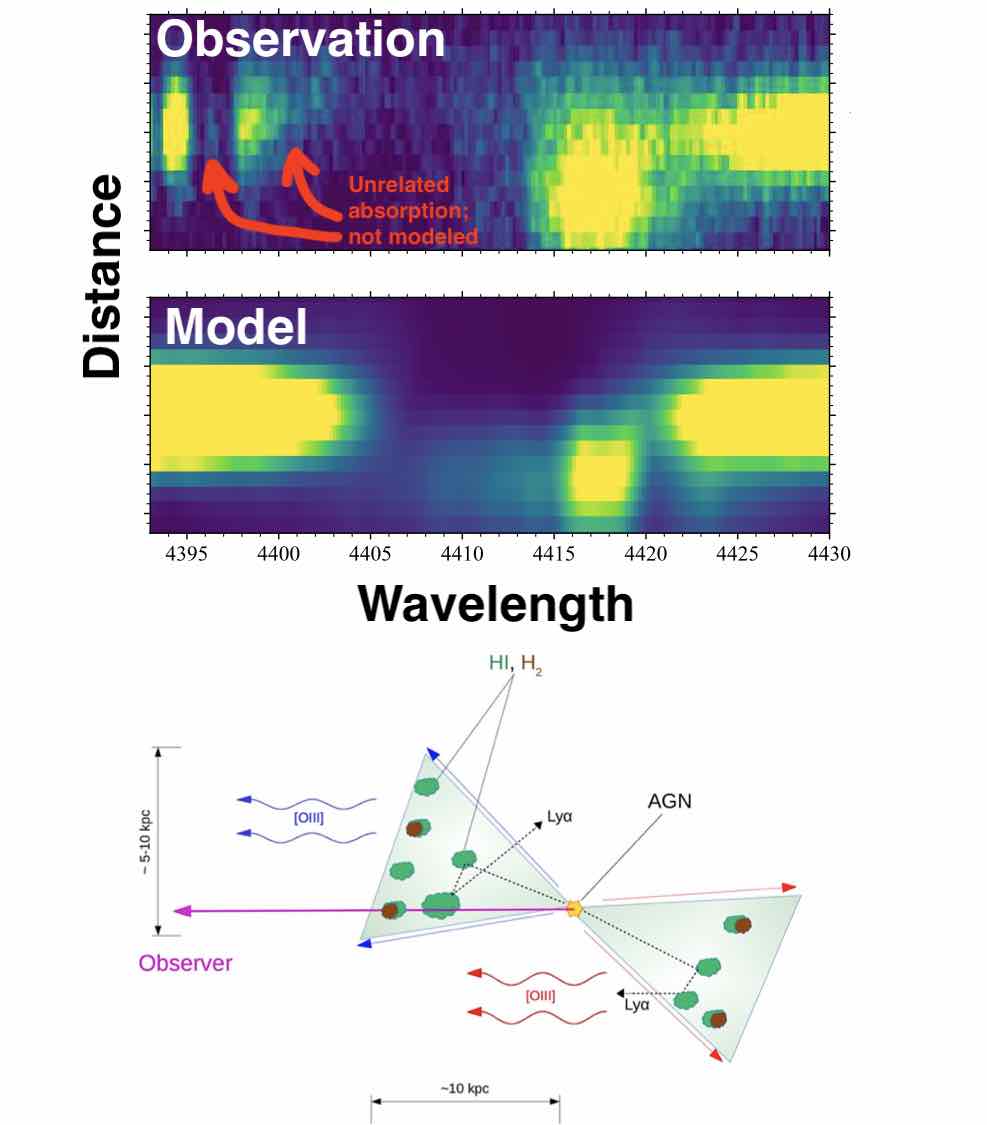 Observation
Unrelated
absorption;
not modeled
Distance
Model
4395 4400 4405 4410 4415 4420 4425 4430
Wavelength
HI, H₂
[OIII]
Lyα
AGN
~ 5-10 kpc
Observer
[OIII]
Lyα
~10 kpc